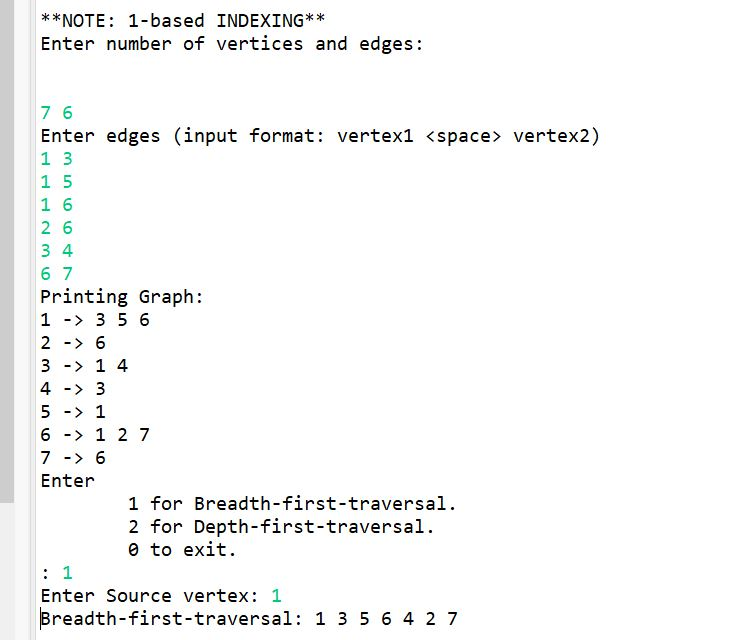 **NOTE: 1-based INDEXING**
Enter number of vertices and edges:
7 6
Enter edges (input format: vertex1 <space> vertex2)
1 3
1 5
1 6
2 6
3 4
6 7
Printing Graph:
1 -> 3 5 6
2 -> 6
3 -> 1 4
4 -> 3
5 -> 1
6 -> 1 2 7
7 -> 6
Enter
1 for Breadth-first-traversal.
2 for Depth-first-traversal.
0 to exit.
: 1
Enter Source vertex: 1
Breadth-first-traversal: 1 3 5 6 4 2 7